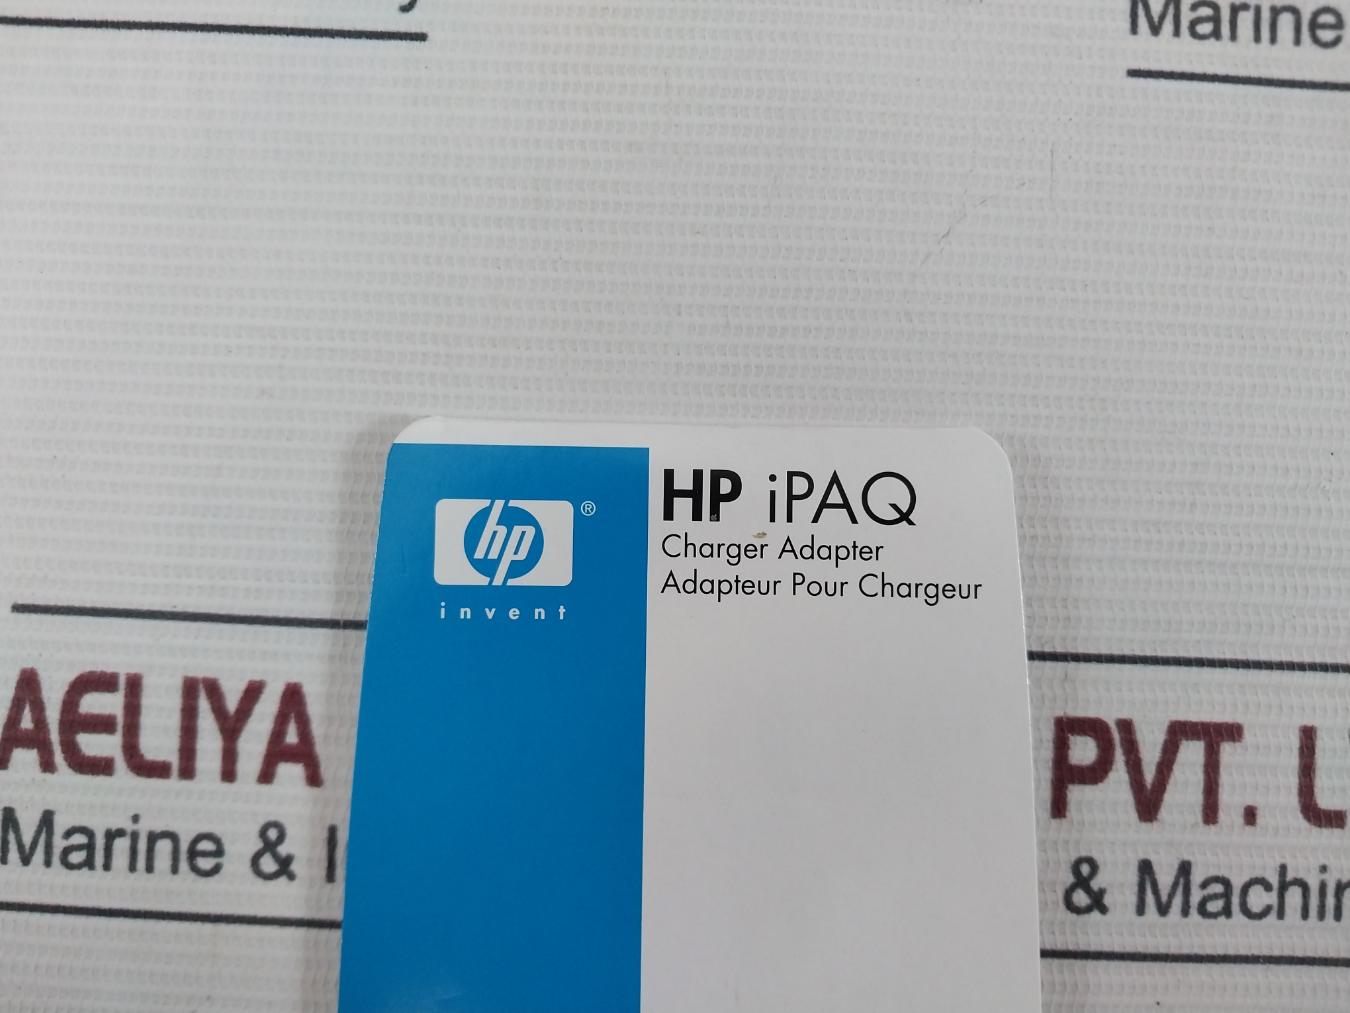 Marine
hp®
invent
HP iPAQ
Charger Adapter
Adapteur Pour Chargeur
AELIYA
PVT.
Marine &
& Machin